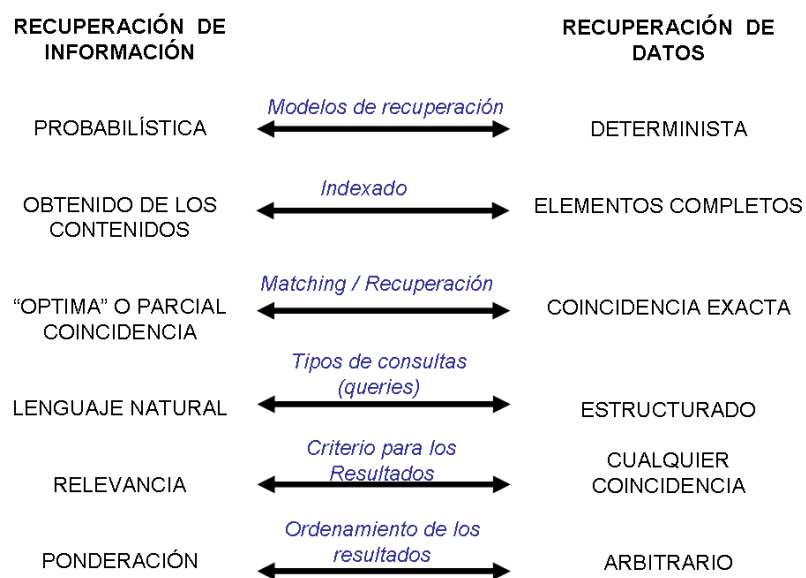 RECUPERACIÓN DE
INFORMACIÓN
RECUPERACIÓN DE
DATOS
PROBABILÍSTICA
Modelos de recuperación
DETERMINISTA
OBTENIDO DE LOS
CONTENIDOS
Indexado
ELEMENTOS COMPLETOS
“OPTIMA” O PARCIAL
COINCIDENCIA
Matching / Recuperación
COINCIDENCIA EXACTA
LENGUAJE NATURAL
Tipos de consultas
(queries)
ESTRUCTURADO
RELEVANCIA
Criterio para los
Resultados
CUALQUIER
COINCIDENCIA
PONDERACIÓN
Ordenamiento de los
resultados
ARBITRARIO